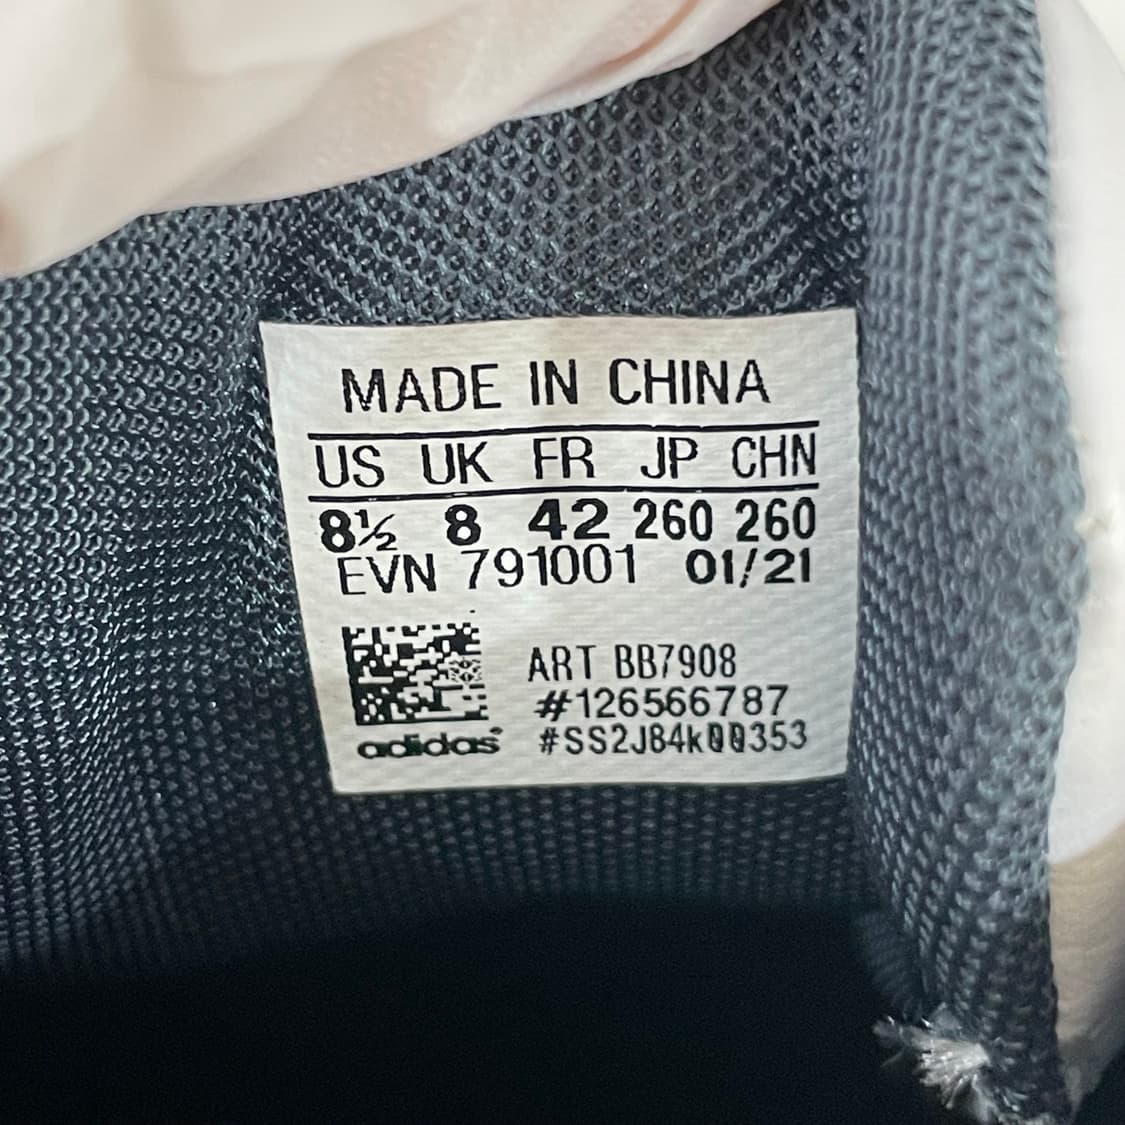 MADE IN CHINA
US UK FR JP CHN
8½ 8 42 260 260
EVN 791001 01/21
ART BB7908
#126566787
adidas #SS2JB4k00353